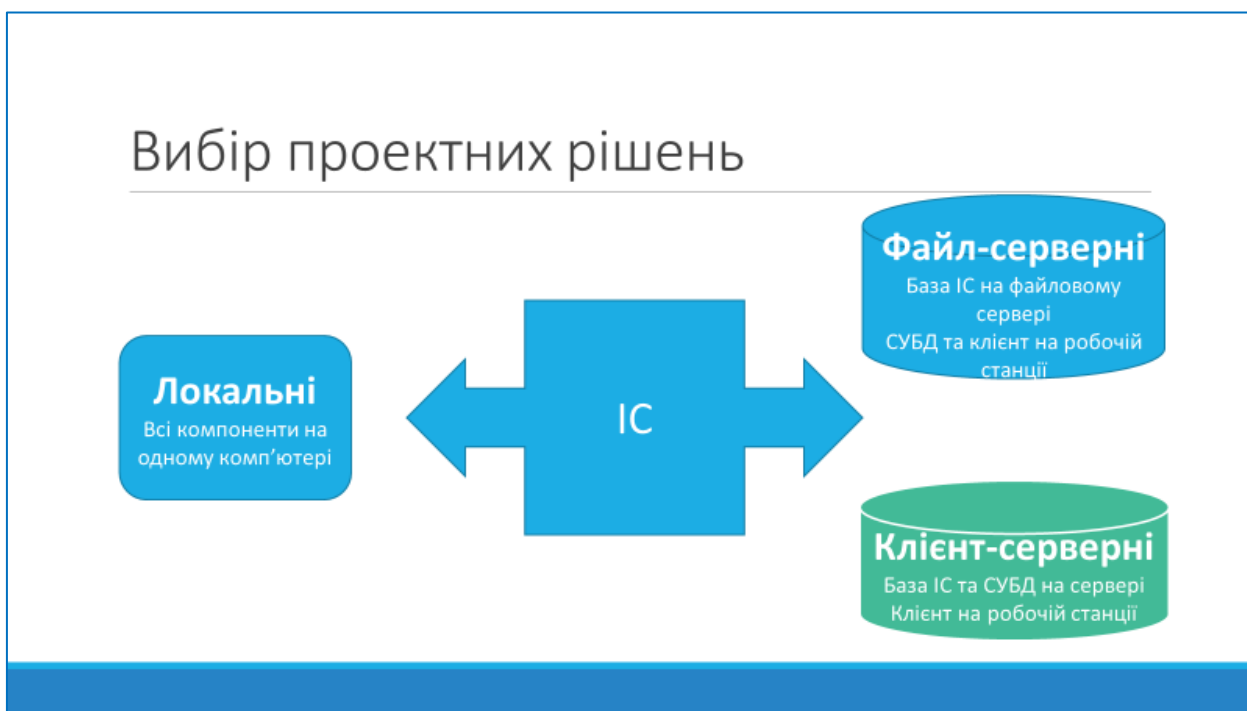 Вибір проектних рішень
Локальні
Всі компоненти на
одному комп’ютері
ІС
Файл-серверні
База ІС на файловому
сервері
СУБД та клієнт на робочій
станції
Клієнт-серверні
База ІС та СУБД на сервері
Клієнт на робочій станції